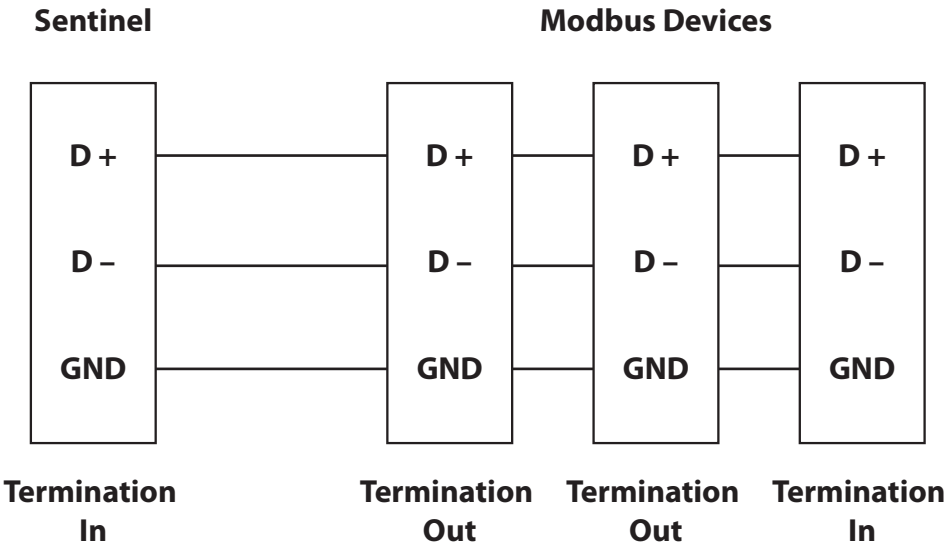 Sentinel
Modbus Devices
D + D + D + D +
D – D – D – D –
GND GND GND GND
Termination Termination Termination Termination
In Out Out In